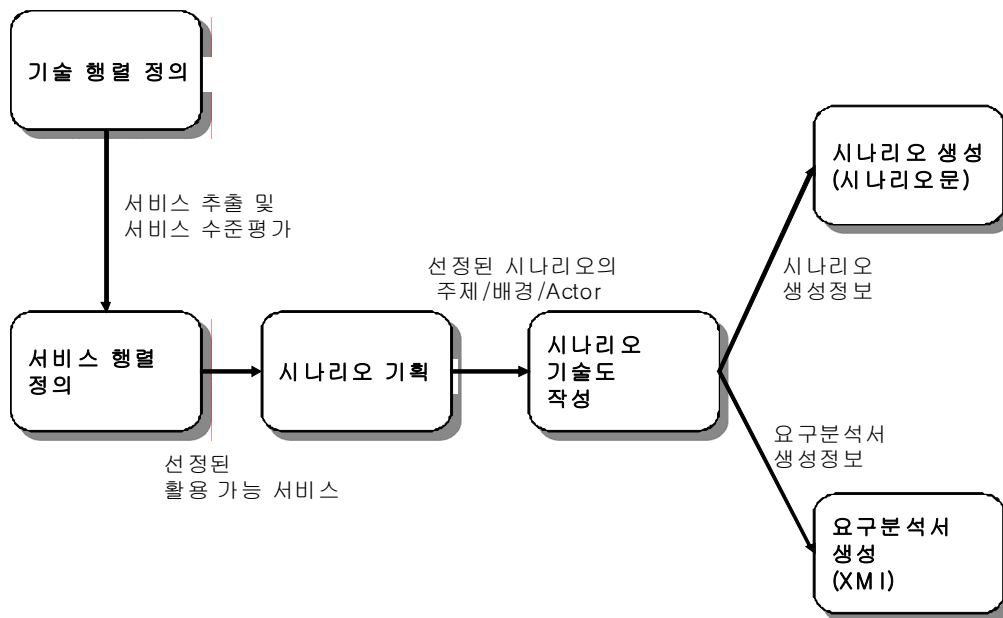 기술 행렬 정의
서비스 추출 및
서비스 수준평가
서비스 행렬
정의
선정된
활용 가능 서비스
시나리오 기획
선정된 시나리오의
주제/배경/Actor
시나리오
기술도
작성
시나리오
생성정보
시나리오 생성
(시나리오문)
요구분석서
생성정보
요구분석서
생성
(XMI)